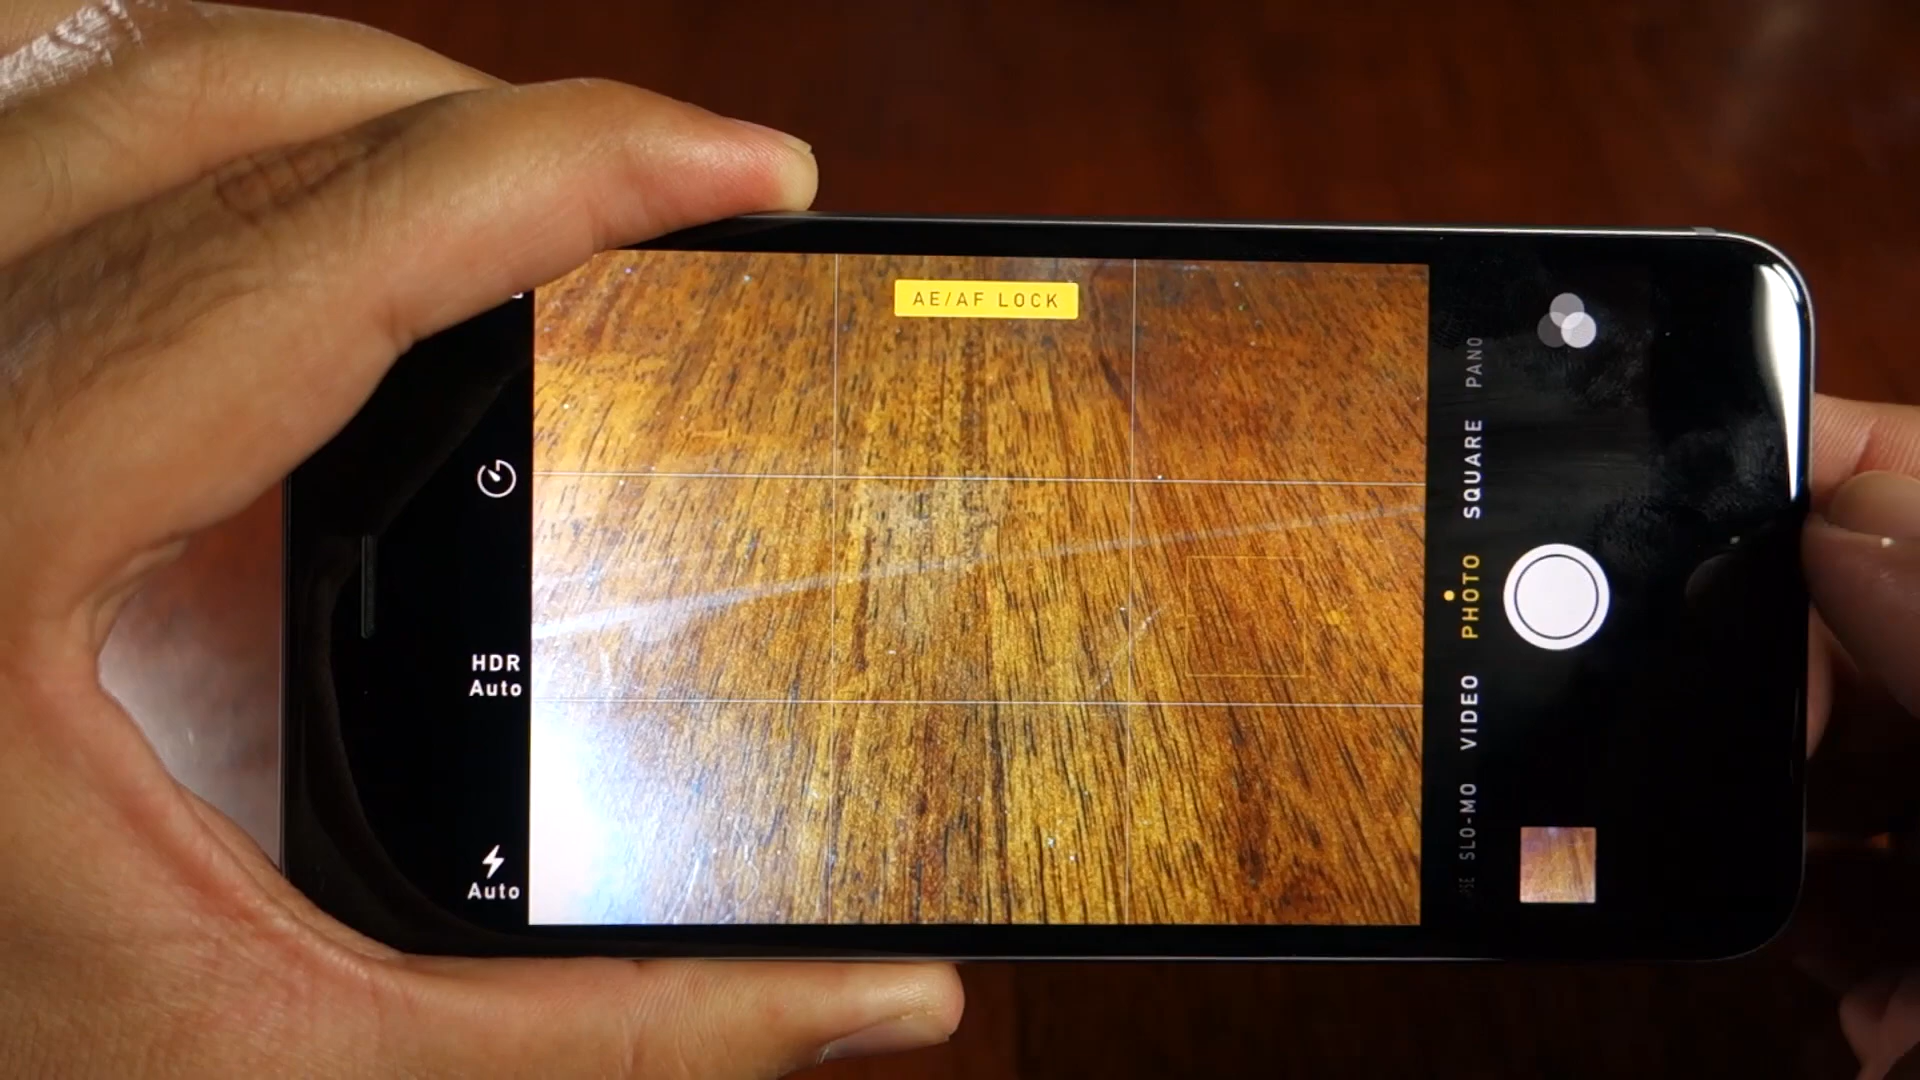 AE/AF LOCK
HDR
Auto
Auto
PANO
SQUARE
PHOTO
VIDEO
SLO-MO